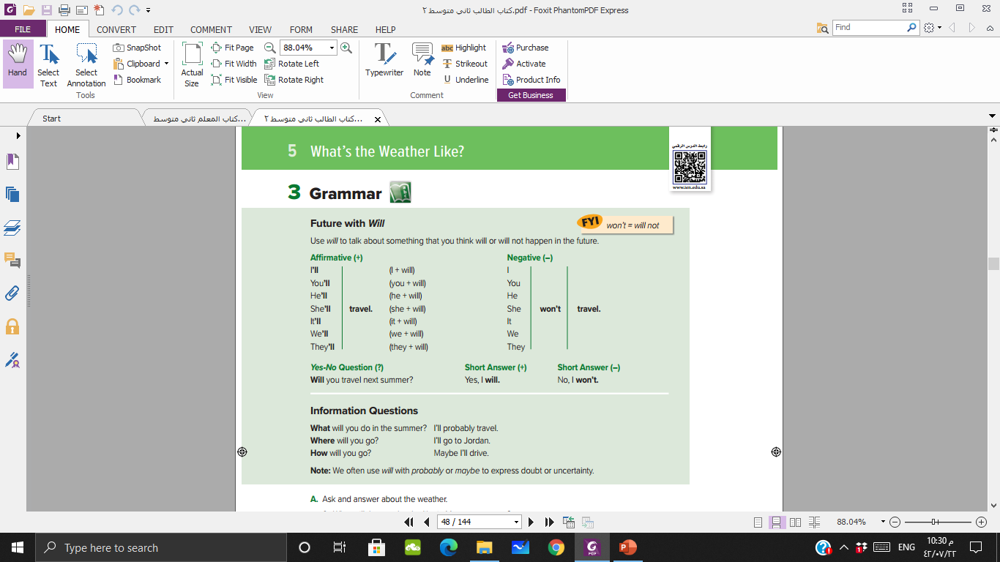 كتاب الطالب ثاني متوسط ٢.pdf - Foxit PhantomPDF Express
FILE HOME CONVERT EDIT COMMENT VIEW FORM SHARE HELP Find
Hand
Select Text
Select Annotation
SnapShot
Clipboard
Bookmark
Tools
Actual Size
Fit Page
Fit Width
Fit Visible
88.04%
Rotate Left
Rotate Right
View
Typewriter
Note
Highlight
Strikeout
Underline
Comment
Purchase
Activate
Product Info
Get Business
Start كتاب المعلم ثاني متوسط... كتاب الطالب ثاني متوسط ٢...
5 What's the Weather Like?
رابط الدرس الرقمي
www.ien.edu.sa
3 Grammar
Future with Will
FYI won't = will not
Use will to talk about something that you think will or will not happen in the future.
Affirmative (+) Negative (–)
I'll (I + will) I
You'll (you + will) You
He'll (he + will) He
She'll travel. (she + will) She won't travel.
It'll (it + will) It
We'll (we + will) We
They'll (they + will) They
Yes-No Question (?) Short Answer (+) Short Answer (–)
Will you travel next summer? Yes, I will. No, I won't.
Information Questions
What will you do in the summer? I'll probably travel.
Where will you go? I'll go to Jordan.
How will you go? Maybe I'll drive.
Note: We often use will with probably or maybe to express doubt or uncertainty.
A. Ask and answer about the weather.
48 / 144 88.04%
Type here to search
ENG
10:30 م
٤٢/٠٧/٢٢